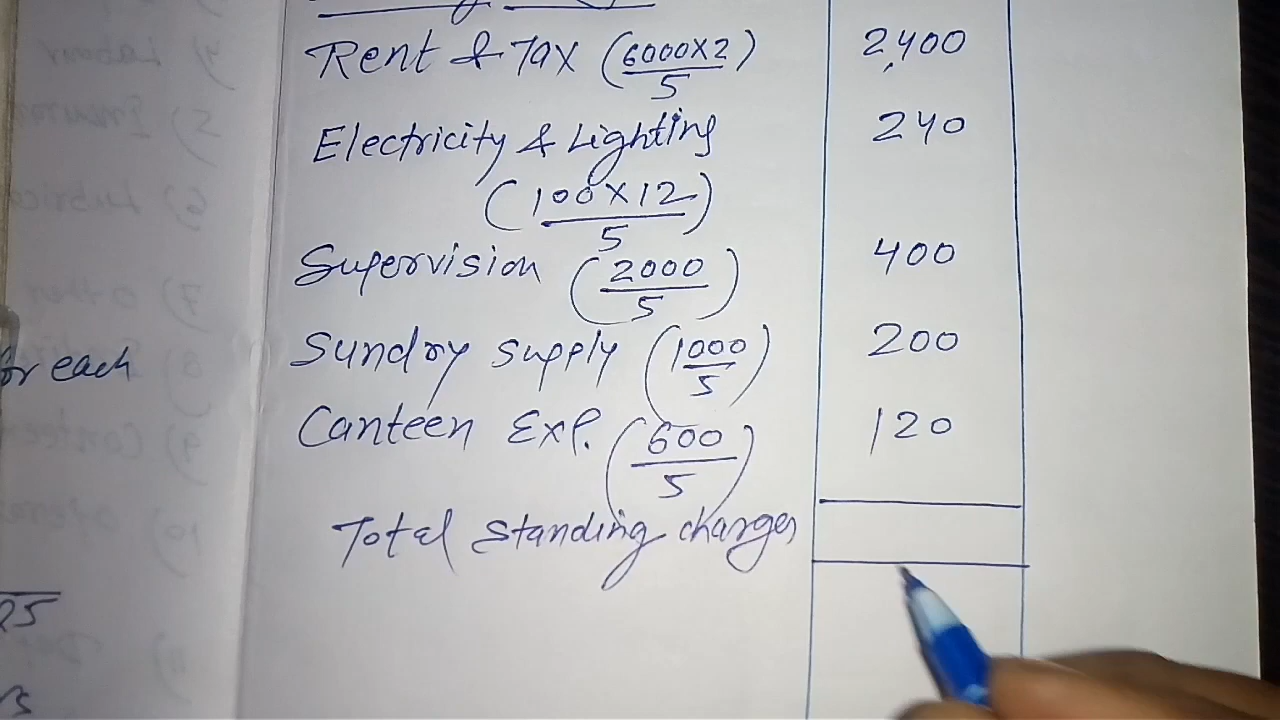 Rent & Tax (6000X2 / 5) 2,400
Electricity & Lighting 240
(100X12 / 5)
Supervision (2000 / 5) 400
Sundry supply (1000 / 5) 200
Canteen Exp. (600 / 5) 120
Total Standing charges
for each
25